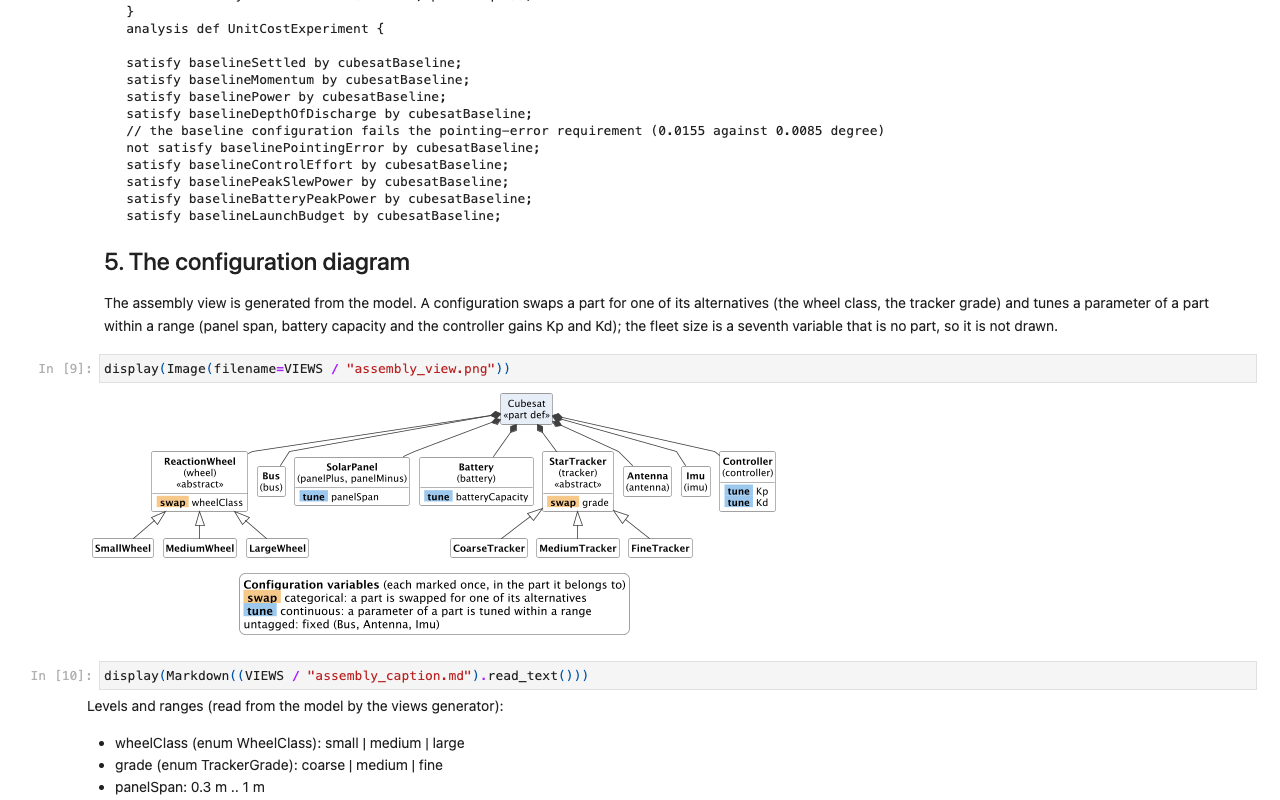 }
analysis def UnitCostExperiment {
satisfy baselineSettled by cubesatBaseline;
satisfy baselineMomentum by cubesatBaseline;
satisfy baselinePower by cubesatBaseline;
satisfy baselineDepthOfDischarge by cubesatBaseline;
// the baseline configuration fails the pointing-error requirement (0.0155 against 0.0085 degree)
not satisfy baselinePointingError by cubesatBaseline;
satisfy baselineControlEffort by cubesatBaseline;
satisfy baselinePeakSlewPower by cubesatBaseline;
satisfy baselineBatteryPeakPower by cubesatBaseline;
satisfy baselineLaunchBudget by cubesatBaseline;
5. The configuration diagram
The assembly view is generated from the model. A configuration swaps a part for one of its alternatives (the wheel class, the tracker grade) and tunes a parameter of a part
within a range (panel span, battery capacity and the controller gains Kp and Kd); the fleet size is a seventh variable that is no part, so it is not drawn.
In [9]: display(Image(filename=VIEWS / "assembly_view.png"))
Cubesat
«part def»
ReactionWheel
(wheel)
«abstract»
swap wheelClass
Bus
(bus)
SolarPanel
(panelPlus, panelMinus)
tune panelSpan
Battery
(battery)
tune batteryCapacity
StarTracker
(tracker)
«abstract»
swap grade
Antenna
(antenna)
Imu
(imu)
Controller
(controller)
tune Kp
tune Kd
SmallWheel
MediumWheel
LargeWheel
CoarseTracker
MediumTracker
FineTracker
Configuration variables (each marked once, in the part it belongs to)
swap categorical: a part is swapped for one of its alternatives
tune continuous: a parameter of a part is tuned within a range
untagged: fixed (Bus, Antenna, Imu)
In [10]: display(Markdown((VIEWS / "assembly_caption.md").read_text()))
Levels and ranges (read from the model by the views generator):
• wheelClass (enum WheelClass): small | medium | large
• grade (enum TrackerGrade): coarse | medium | fine
• panelSpan: 0.3 m .. 1 m